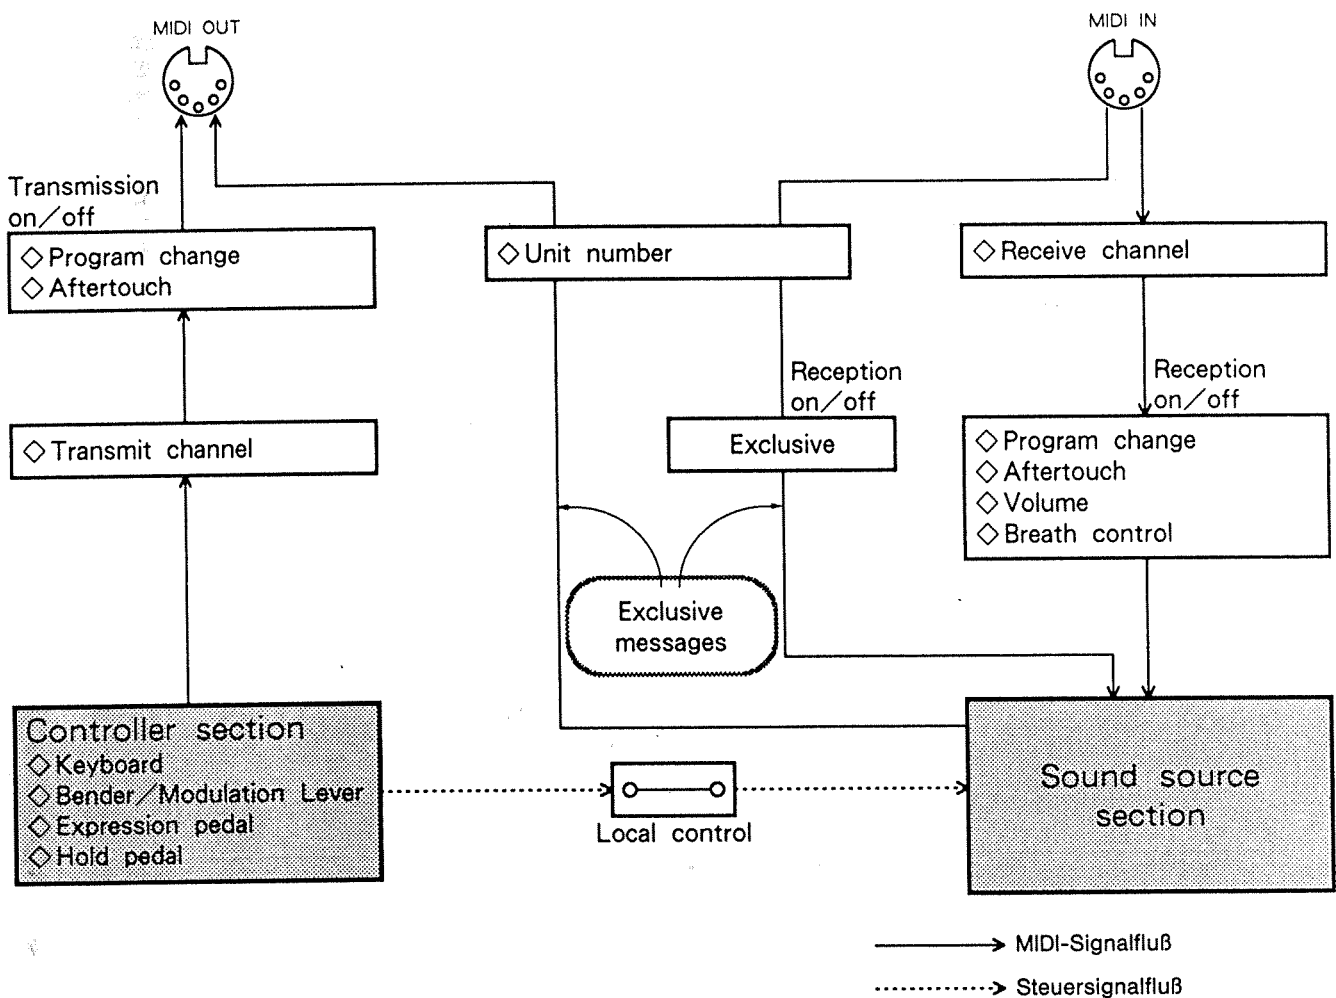 MIDI OUT
MIDI IN
Transmission
on/off
◇ Program change
◇ Aftertouch
◇ Unit number
◇ Receive channel
Reception
on/off
Reception
on/off
◇ Transmit channel
Exclusive
◇ Program change
◇ Aftertouch
◇ Volume
◇ Breath control
Exclusive
messages
Controller section
◇ Keyboard
◇ Bender/Modulation Lever
◇ Expression pedal
◇ Hold pedal
Local control
Sound source
section
MIDI-Signalfluß
Steuersignalfluß